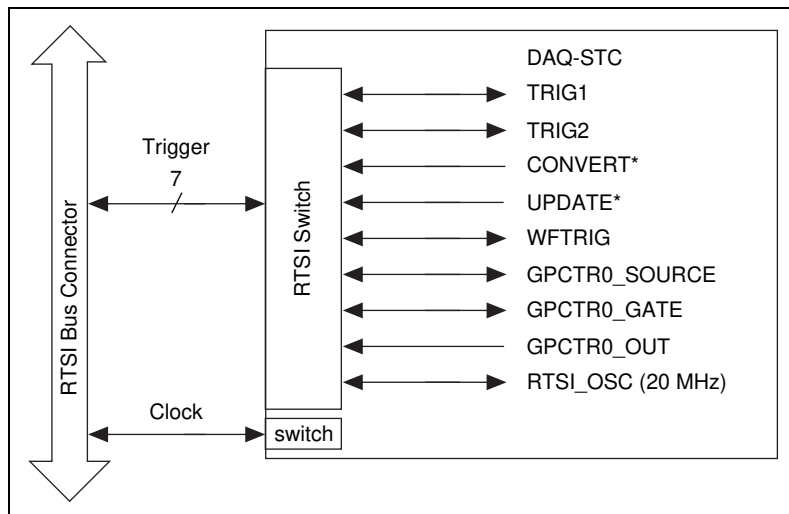 DAQ-STC
TRIG1
TRIG2
CONVERT*
UPDATE*
WFTRIG
GPCTR0_SOURCE
GPCTR0_GATE
GPCTR0_OUT
RTSI_OSC (20 MHz)
Trigger
7
Clock
switch
RTSI Switch
RTSI Bus Connector